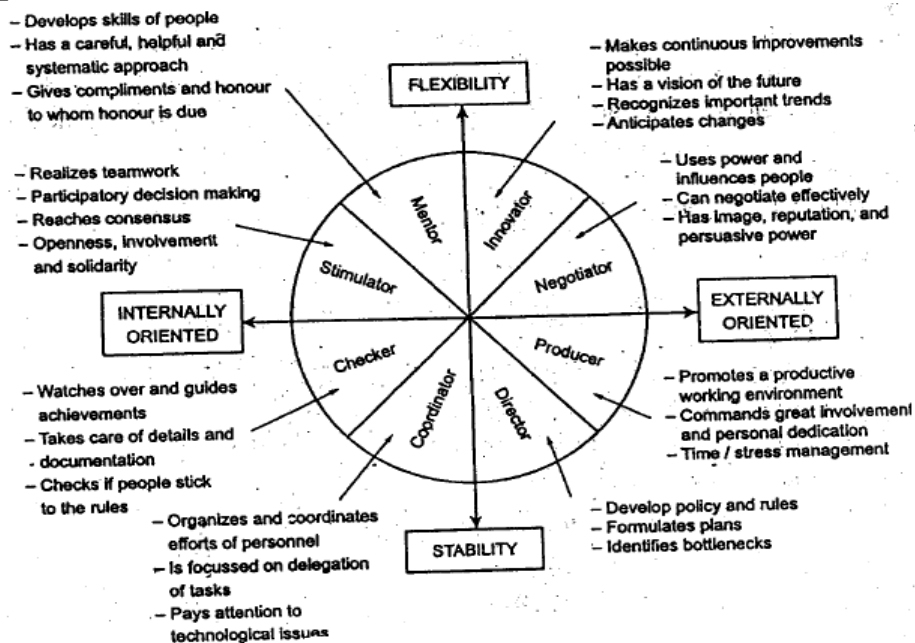 – Develops skills of people
– Has a careful, helpful and
systematic approach
– Gives compliments and honour
to whom honour is due
FLEXIBILITY
– Makes continuous improvements
possible
– Has a vision of the future
– Recognizes important trends
– Anticipates changes
– Realizes teamwork
– Participatory decision making
– Reaches consensus
– Openness, involvement
and solidarity
– Uses power and
influences people
– Can negotiate effectively
– Has image, reputation, and
persuasive power
Mentor
Innovator
Stimulator
Negotiator
INTERNALLY
ORIENTED
EXTERNALLY
ORIENTED
Checker
Producer
Coordinator
Director
– Watches over and guides
achievements
– Takes care of details and
documentation
– Checks if people stick
to the rules
– Promotes a productive
working environment
– Commands great involvement
and personal dedication
– Time / stress management
– Organizes and coordinates
efforts of personnel
– Is focussed on delegation
of tasks
– Pays attention to
technological issues
STABILITY
– Develop policy and rules
– Formulates plans
– Identifies bottlenecks